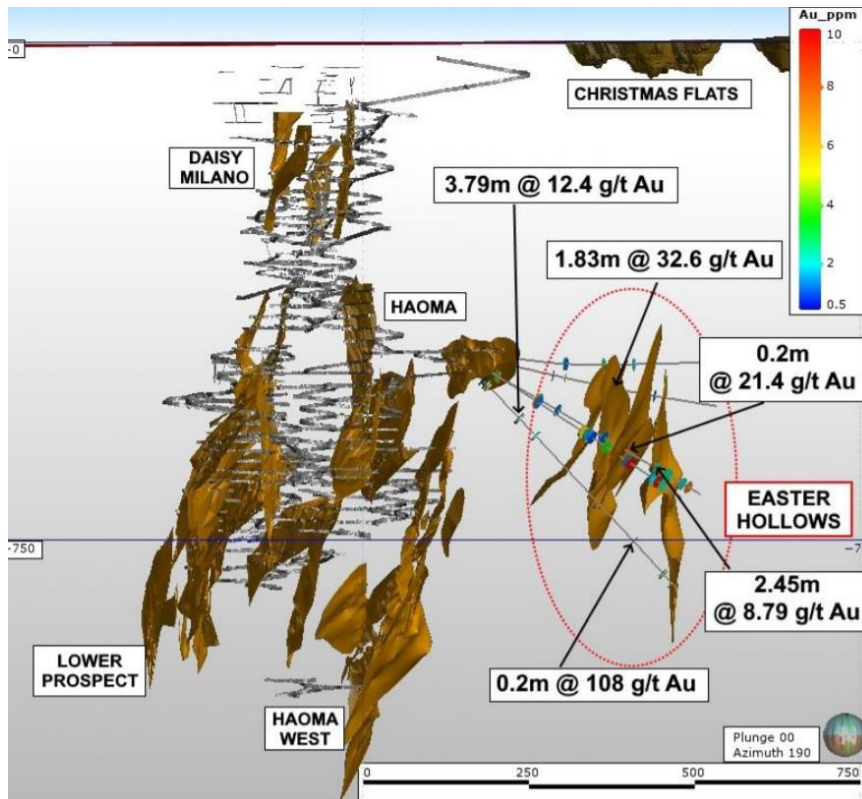 Au_ppm
10
8
6
4
2
0.5
-0
CHRISTMAS FLATS
DAISY
MILANO
3.79m @ 12.4 g/t Au
1.83m @ 32.6 g/t Au
HAOMA
0.2m
@ 21.4 g/t Au
EASTER
HOLLOWS
-750
-7
2.45m
@ 8.79 g/t Au
LOWER
PROSPECT
0.2m @ 108 g/t Au
HAOMA
WEST
Plunge 00
Azimuth 190
0
250
500
750